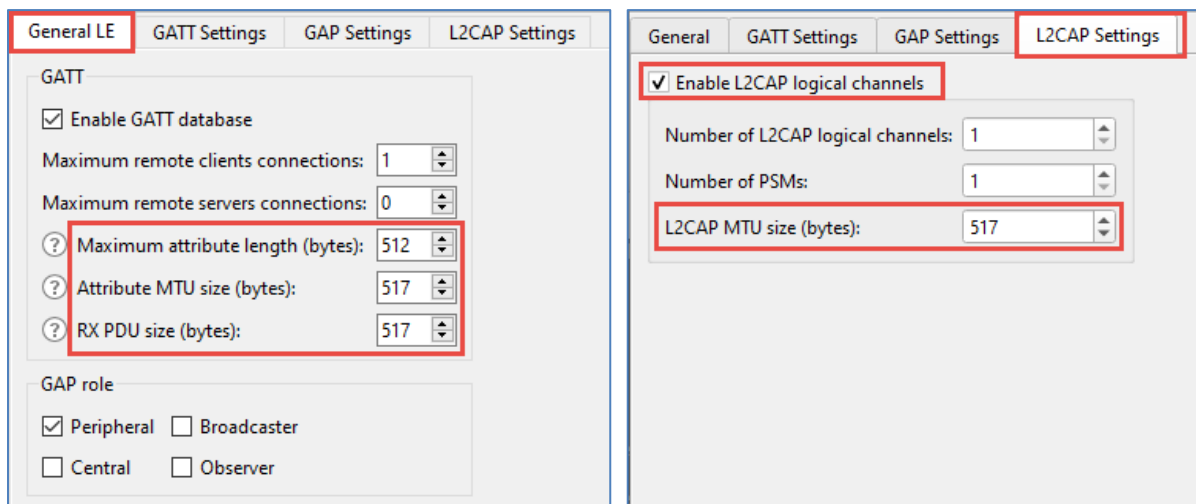 General LE GATT Settings GAP Settings L2CAP Settings
GATT
Enable GATT database
Maximum remote clients connections: 1
Maximum remote servers connections: 0
? Maximum attribute length (bytes): 512
? Attribute MTU size (bytes): 517
? RX PDU size (bytes): 517
GAP role
Peripheral Broadcaster
Central Observer
General GATT Settings GAP Settings L2CAP Settings
Enable L2CAP logical channels
Number of L2CAP logical channels: 1
Number of PSMs: 1
L2CAP MTU size (bytes): 517